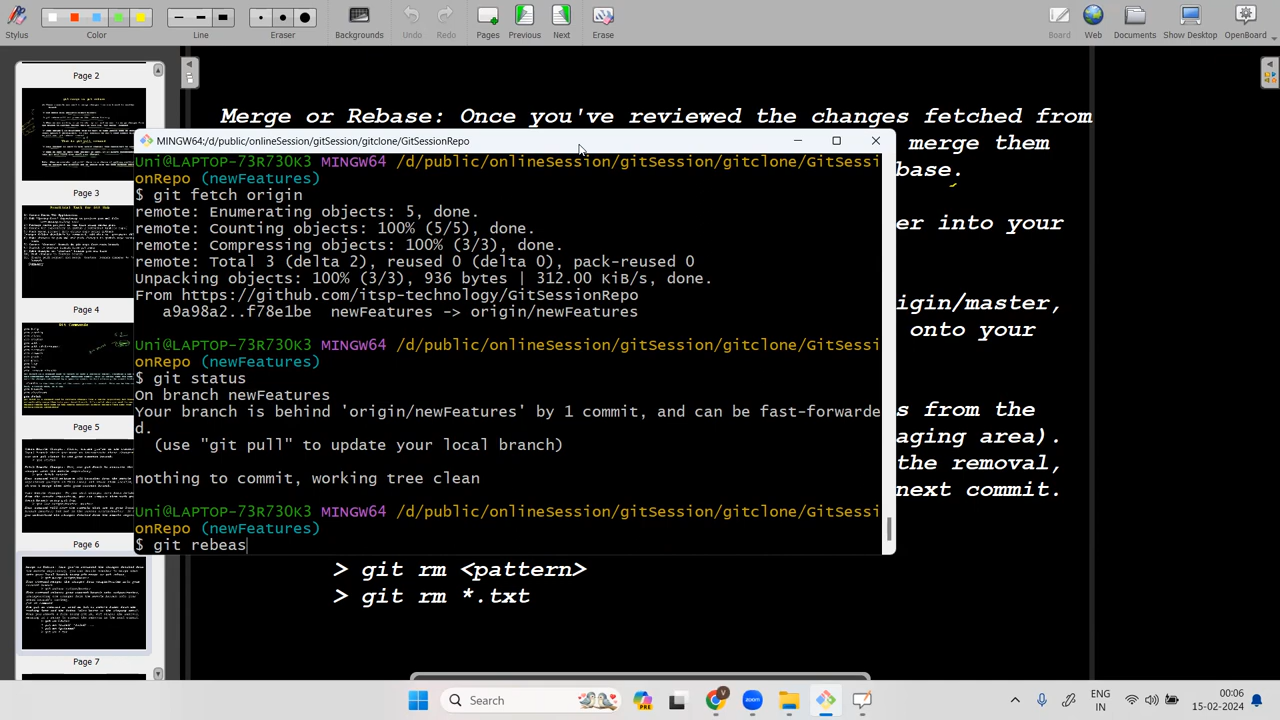 Stylus
Color
Line
Eraser
Backgrounds
Undo
Redo
Pages
Previous
Next
Erase
Board
Web
Documents
Show Desktop
OpenBoard
Page 2
Page 3
Page 4
Page 5
Page 6
Page 7
Merge or Rebase: Once you've reviewed the changes fetched from
merge them
base.
er into your
igin/master,
onto your
s from the
aging area).
the removal,
next commit.
> git rm <pattern>
> git rm * txt
MINGW64:/d/public/onlineSession/gitSession/gitclone/GitSessionRepo
Uni@LAPTOP-73R73OK3 MINGW64 /d/public/onlineSession/gitSession/gitclone/GitSessi
onRepo (newFeatures)
$ git fetch origin
remote: Enumerating objects: 5, done.
remote: Counting objects: 100% (5/5), done.
remote: Compressing objects: 100% (3/3), done.
remote: Total 3 (delta 2), reused 0 (delta 0), pack-reused 0
Unpacking objects: 100% (3/3), 936 bytes | 312.00 KiB/s, done.
From https://github.com/itsp-technology/GitSessionRepo
a9a98a2..f78e1be newFeatures -> origin/newFeatures
Uni@LAPTOP-73R73OK3 MINGW64 /d/public/onlineSession/gitSession/gitclone/GitSessi
onRepo (newFeatures)
$ git status
On branch newFeatures
Your branch is behind 'origin/newFeatures' by 1 commit, and can be fast-forwarde
d.
(use "git pull" to update your local branch)
nothing to commit, working tree clean
Uni@LAPTOP-73R73OK3 MINGW64 /d/public/onlineSession/gitSession/gitclone/GitSessi
onRepo (newFeatures)
$ git rebeas
Search
PRE
zoom
ENG
IN
00:06
15-02-2024